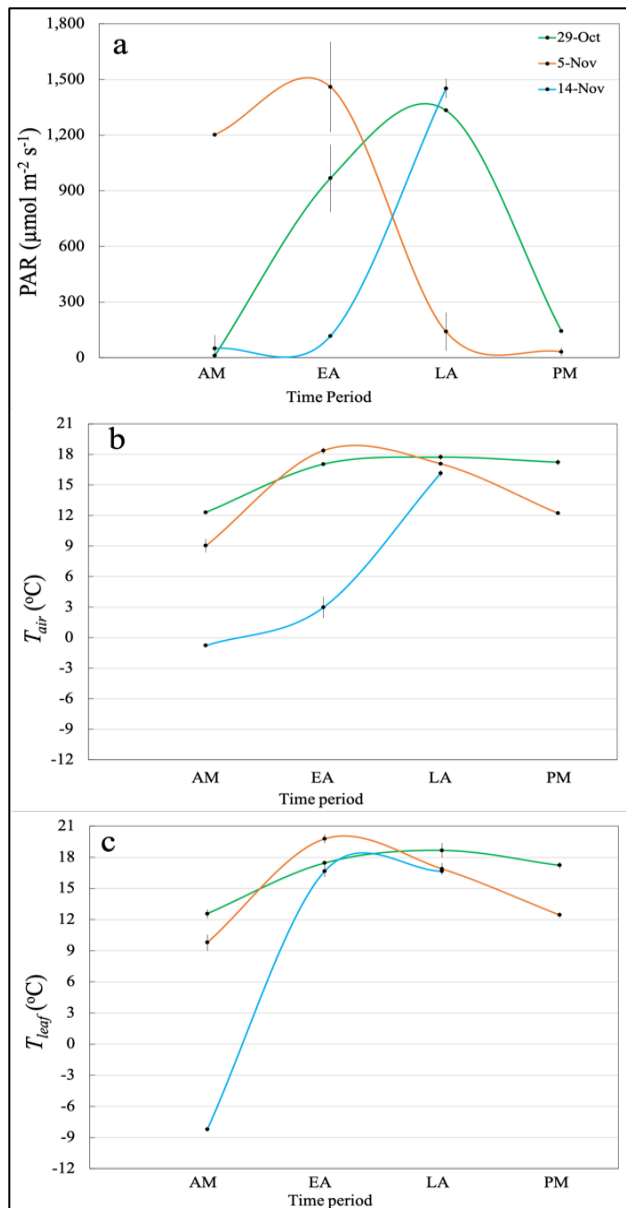 a
29-Oct
5-Nov
14-Nov
1,800
1,500
1,200
900
600
300
0
PAR (µmol m⁻² s⁻¹)
AM EA LA PM
Time Period
b
21
18
15
12
9
6
3
0
-3
-6
-9
-12
T_air (°C)
AM EA LA PM
Time period
c
21
18
15
12
9
6
3
0
-3
-6
-9
-12
T_leaf (°C)
AM EA LA PM
Time period